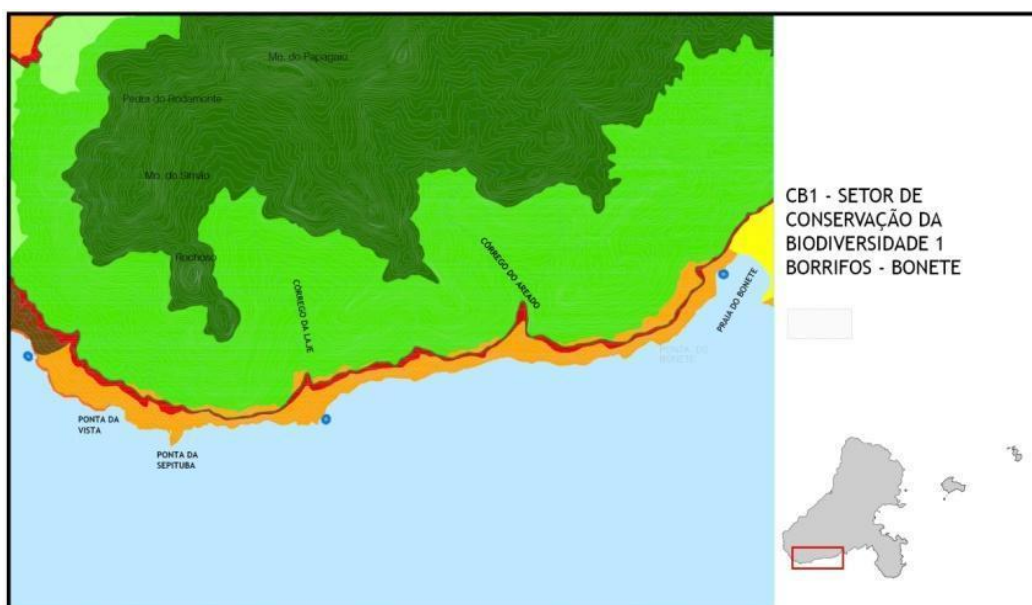 Mo. do Papagaio
Pedra do Rodamonte
Mo. do Simão
Rochoso
CÓRREGO DA LAJE
CÓRREGO DO AREADO
PRAIA DO BONETE
PONTA DO
BONETE
PONTA DA
VISTA
PONTA DA
SEPITUBA
CB1 - SETOR DE
CONSERVAÇÃO DA
BIODIVERSIDADE 1
BORRIFOS - BONETE